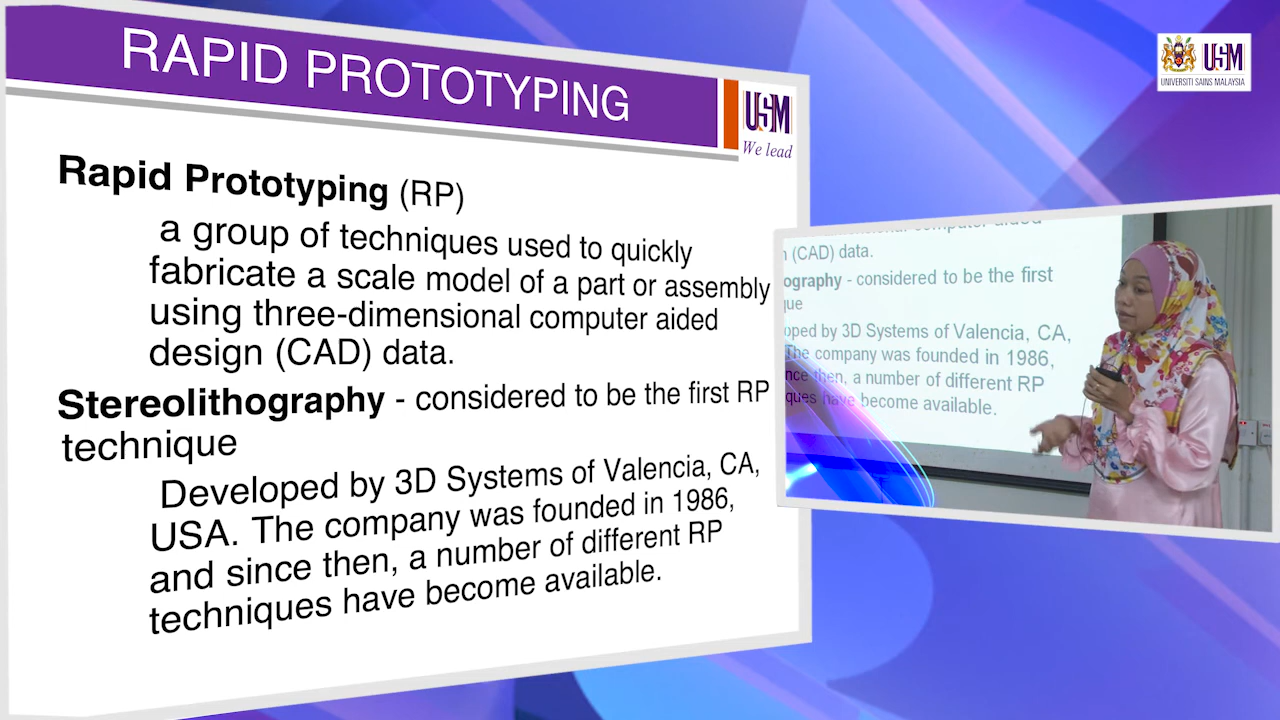 RAPID PROTOTYPING
USM
We lead
Rapid Prototyping (RP)
a group of techniques used to quickly
fabricate a scale model of a part or assembly
using three-dimensional computer aided
design (CAD) data.
Stereolithography - considered to be the first RP
technique
Developed by 3D Systems of Valencia, CA,
USA. The company was founded in 1986,
and since then, a number of different RP
techniques have become available.
USM
UNIVERSITI SAINS MALAYSIA
computer aided
(CAD) data.
ography - considered to be the first
que
oped by 3D Systems of Valencia, CA,
The company was founded in 1986,
nce then, a number of different RP
ques have become available.